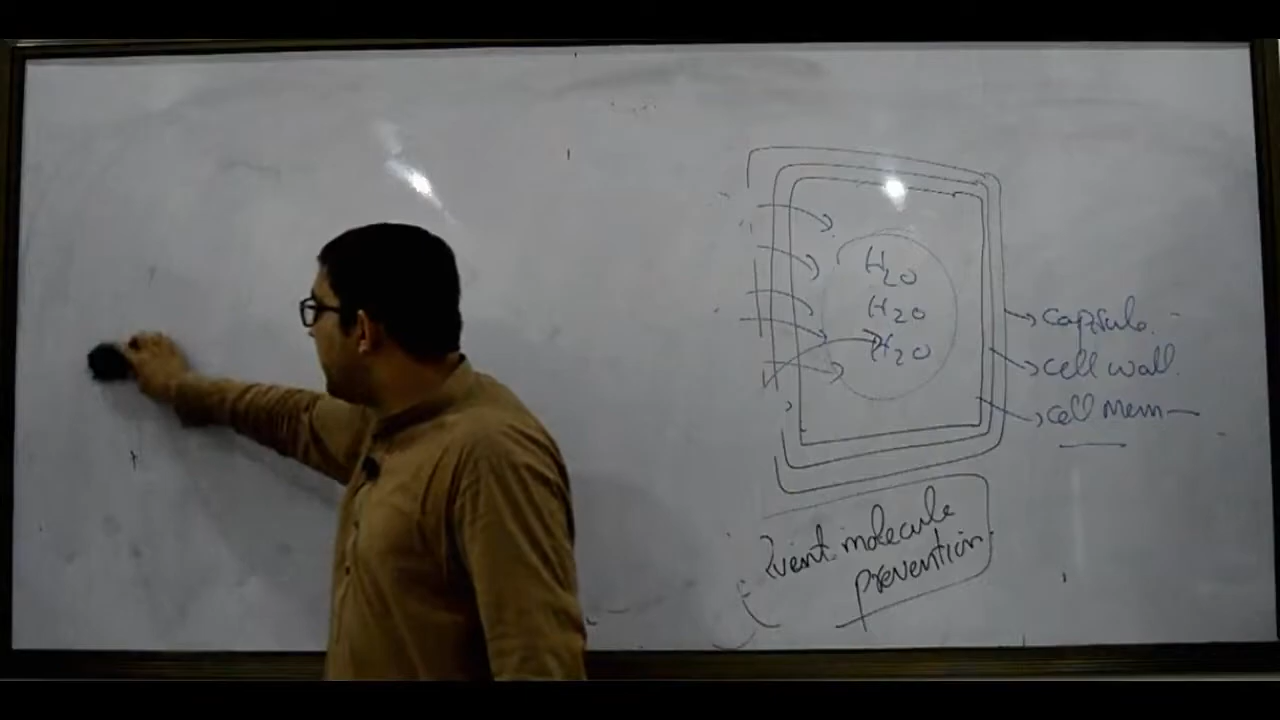 H2O
H2O
H2O
capsule
cell wall
cell Mem
molecule
prevention